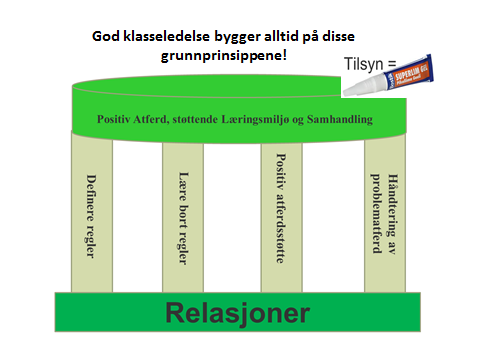 God klasseledelse bygger alltid på disse
grunnprinsippene!
Tilsyn =
SUPERLIM GEL
Positiv Atferd, støttende Læringsmiljø og Samhandling
Definere regler
Lære bort regler
Positiv atferdsstøtte
Håndtering av
problematferd
Relasjoner